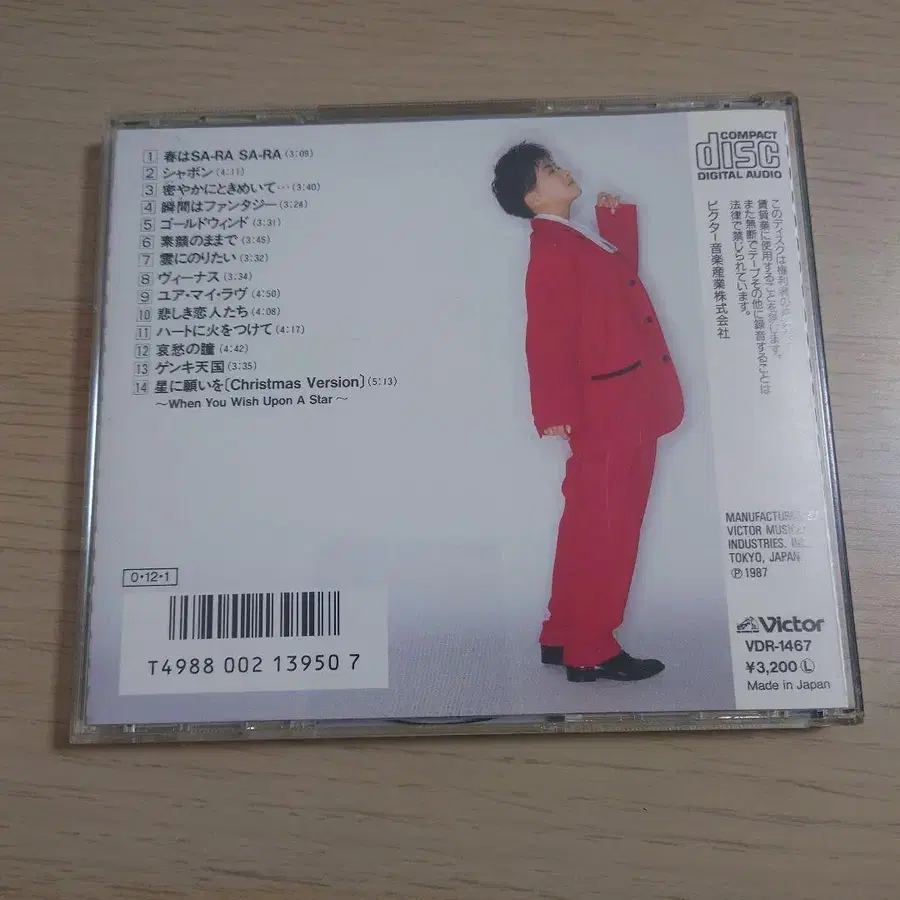 1 春はSA-RA SA-RA (3:09)
2 シャボン (4:11)
3 密やかにときめいて… (3:40)
4 瞬間はファンタジー (3:24)
5 ゴールドウィンド (3:31)
6 素顔のままで (3:45)
7 雲にのりたい (3:32)
8 ヴィーナス (3:34)
9 ユア・マイ・ラヴ (4:50)
10 悲しき恋人たち (4:08)
11 ハートに火をつけて (4:17)
12 哀愁の瞳 (4:42)
13 ゲンキ天国 (3:35)
14 星に願いを〔Christmas Version〕 (5:13)
~When You Wish Upon A Star~
0・12・1
T4988 002 13950 7
COMPACT
disc
DIGITAL AUDIO
このディスクは権利者の
賃貸業に使用することを禁じます。
また無断でテープその他に録音することは
法律で禁じられています。
ビクター音楽産業株式会社
MANUFACTURED
VICTOR MUSICAL
INDUSTRIES,
TOKYO, JAPAN
Ⓟ 1987
Victor
VDR-1467
¥3,200 Ⓛ
Made in Japan